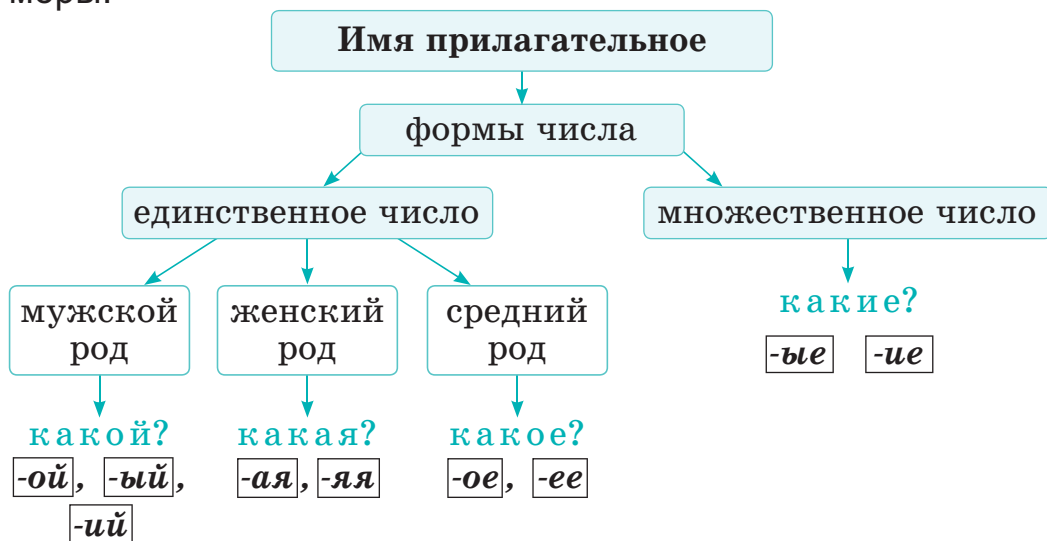 Имя прилагательное
формы числа
единственное число
множественное число
мужской род
женский род
средний род
какие?
-ые -ие
какой?
какая?
какое?
-ой, -ый,
-ий
-ая, -яя
-ое, -ее